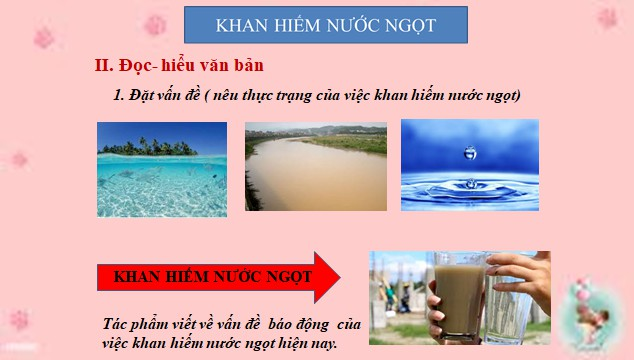 KHAN HIẾM NƯỚC NGỌT
II. Đọc- hiểu văn bản
1. Đặt vấn đề ( nêu thực trạng của việc khan hiếm nước ngọt)
KHAN HIẾM NƯỚC NGỌT
Tác phẩm viết về vấn đề báo động của
việc khan hiếm nước ngọt hiện nay.